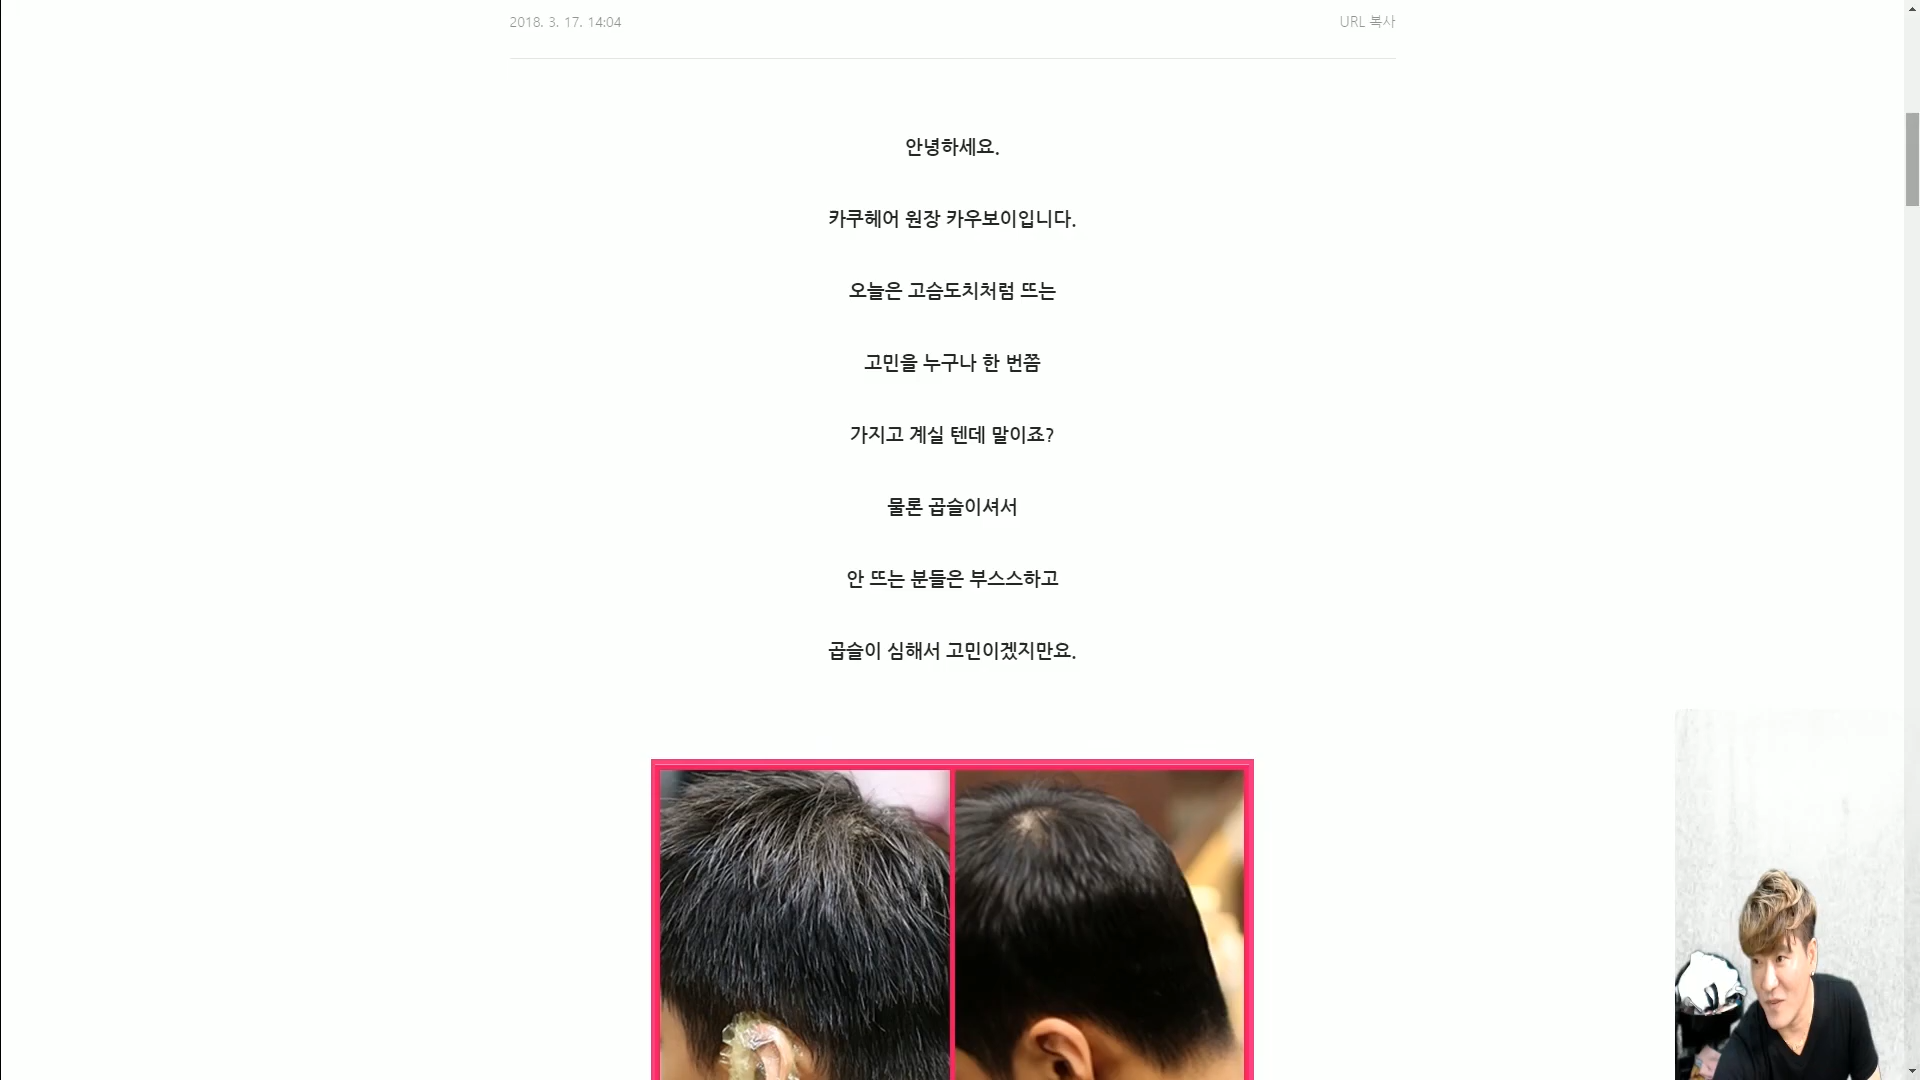 2018. 3. 17. 14:04
URL 복사
안녕하세요.
카쿠헤어 원장 카우보이입니다.
오늘은 고슴도치처럼 뜨는
고민을 누구나 한 번쯤
가지고 계실 텐데 말이죠?
물론 곱슬이셔서
안 뜨는 분들은 부스스하고
곱슬이 심해서 고민이겠지만요.